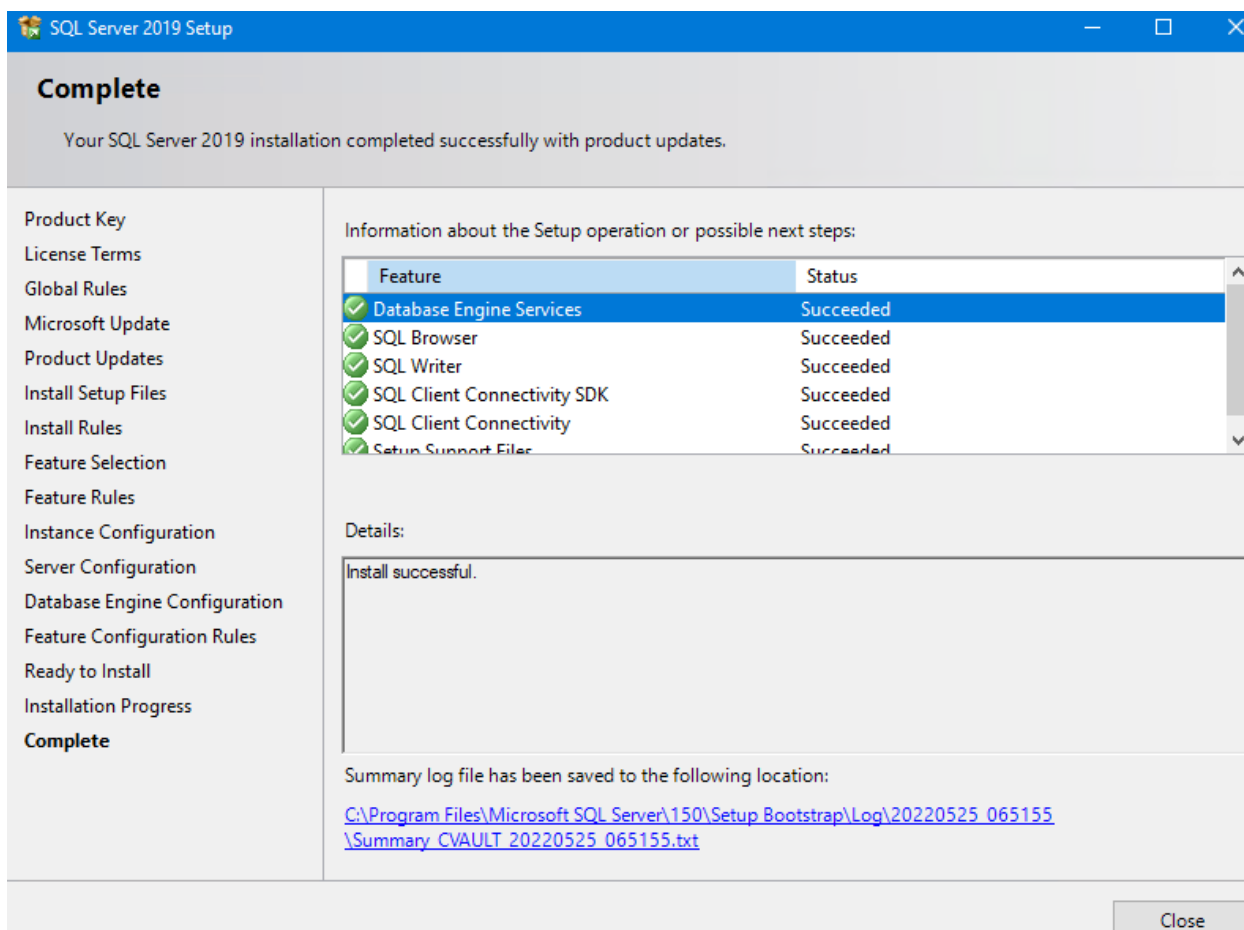 SQL Server 2019 Setup
Complete
Your SQL Server 2019 installation completed successfully with product updates.
Product Key
License Terms
Global Rules
Microsoft Update
Product Updates
Install Setup Files
Install Rules
Feature Selection
Feature Rules
Instance Configuration
Server Configuration
Database Engine Configuration
Feature Configuration Rules
Ready to Install
Installation Progress
Complete
Information about the Setup operation or possible next steps:
Feature Status
Database Engine Services Succeeded
SQL Browser Succeeded
SQL Writer Succeeded
SQL Client Connectivity SDK Succeeded
SQL Client Connectivity Succeeded
Setup Support Files Succeeded
Details:
Install successful.
Summary log file has been saved to the following location:
C:\Program Files\Microsoft SQL Server\150\Setup Bootstrap\Log\20220525_065155
\Summary_CVAULT_20220525_065155.txt
Close